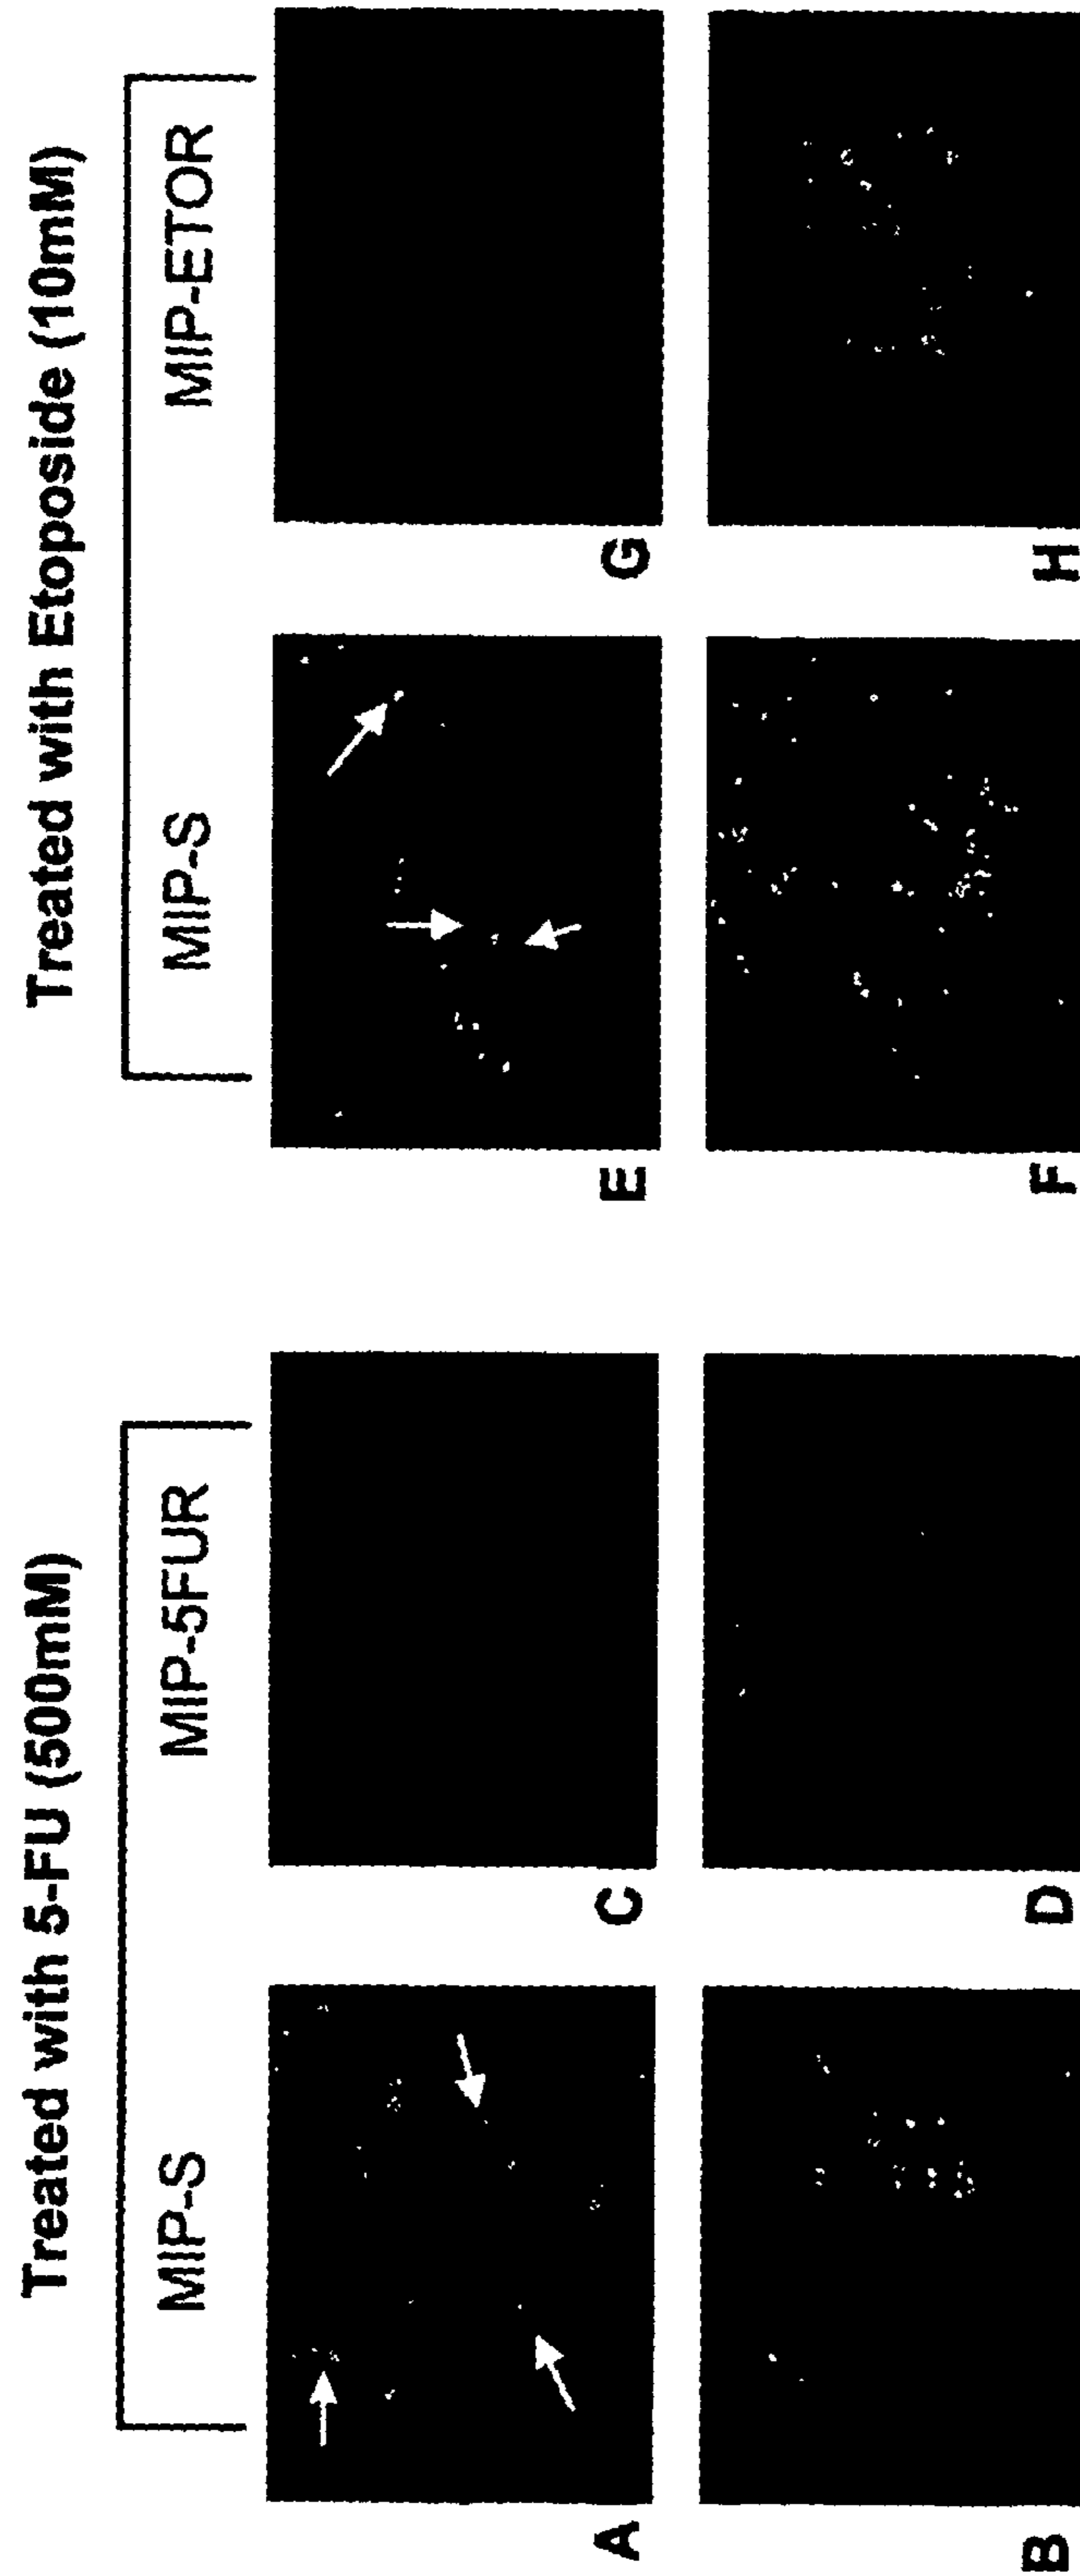 Treated with 5-FU (500mM)
MIP-S
MIP-5FUR
A
C
B
D
Treated with Etoposide (10mM)
MIP-S
MIP-ETOR
E
G
F
H